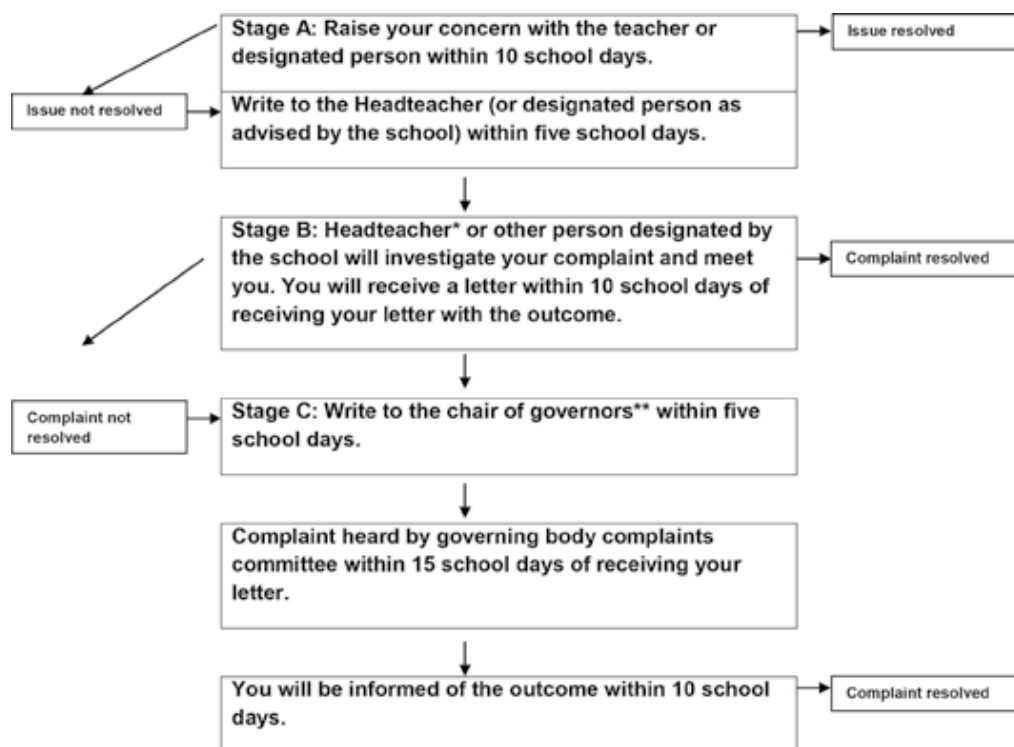 Stage A: Raise your concern with the teacher or
designated person within 10 school days.
Issue resolved
Issue not resolved
Write to the Headteacher (or designated person as
advised by the school) within five school days.
Stage B: Headteacher* or other person designated by
the school will investigate your complaint and meet
you. You will receive a letter within 10 school days of
receiving your letter with the outcome.
Complaint resolved
Complaint not
resolved
Stage C: Write to the chair of governors** within five
school days.
Complaint heard by governing body complaints
committee within 15 school days of receiving your
letter.
You will be informed of the outcome within 10 school
days.
Complaint resolved